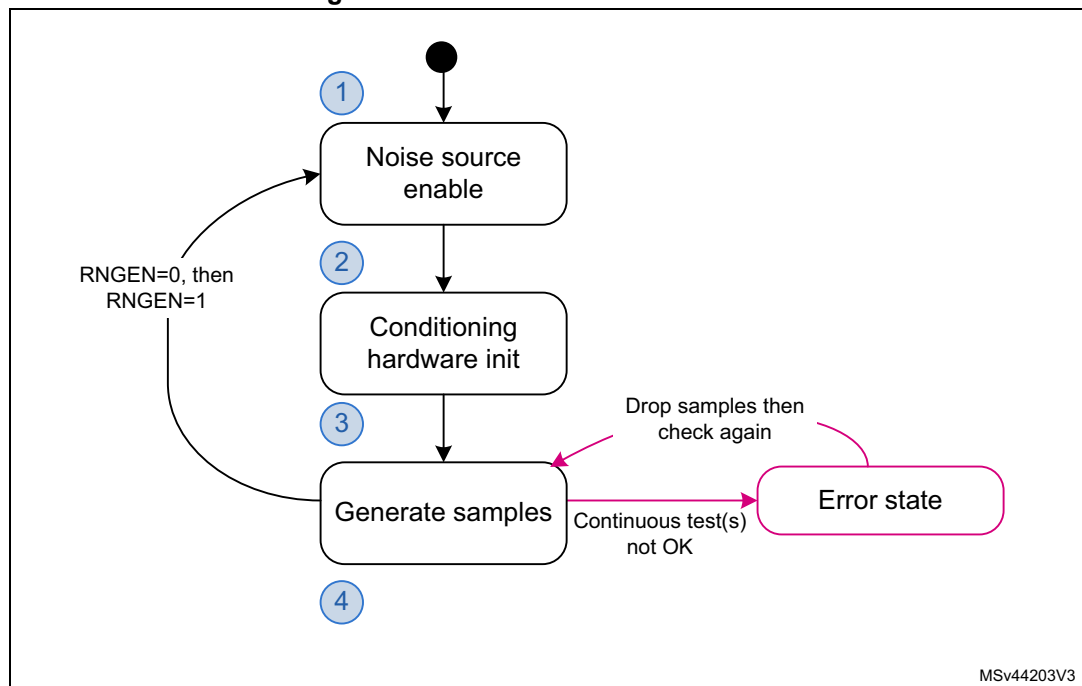 1
Noise source
enable
2
RNGEN=0, then
RNGEN=1
Conditioning
hardware init
3
Drop samples then
check again
Generate samples
Continuous test(s)
not OK
Error state
4
MSv44203V3